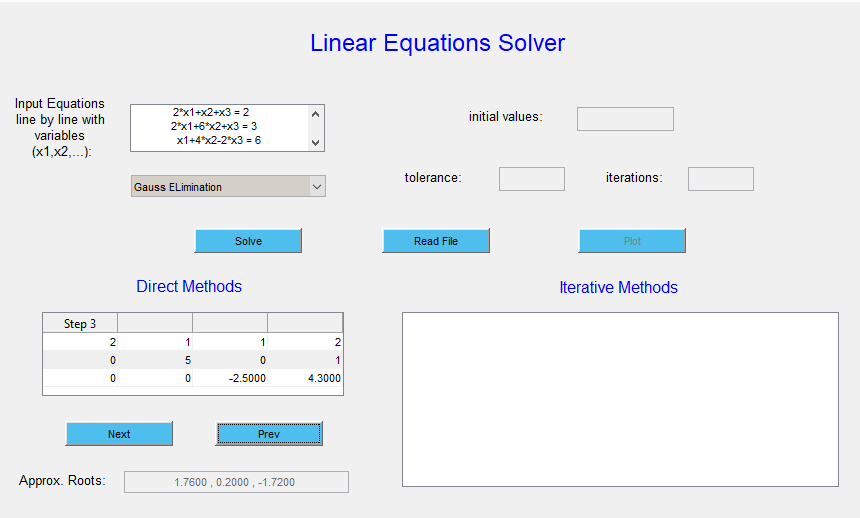 Linear Equations Solver
Input Equations
line by line with
variables
(x1,x2,...):
2*x1+x2+x3 = 2
2*x1+6*x2+x3 = 3
x1+4*x2-2*x3 = 6
initial values:
Gauss ELimination
tolerance:
iterations:
Solve
Read File
Plot
Direct Methods
Iterative Methods
Step 3
2 1 1 2
0 5 0 1
0 0 -2.5000 4.3000
Next
Prev
Approx. Roots:
1.7600 , 0.2000 , -1.7200